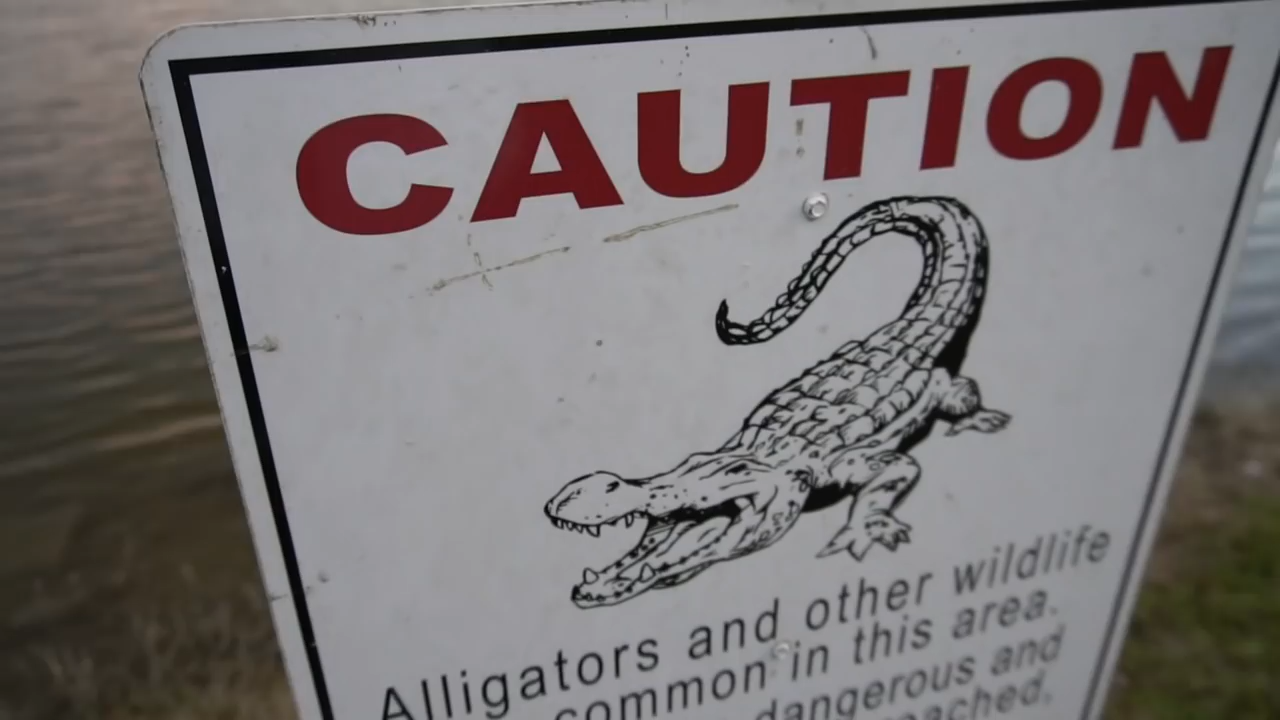 CAUTION
Alligators and other wildlife
common in this area.
dangerous and